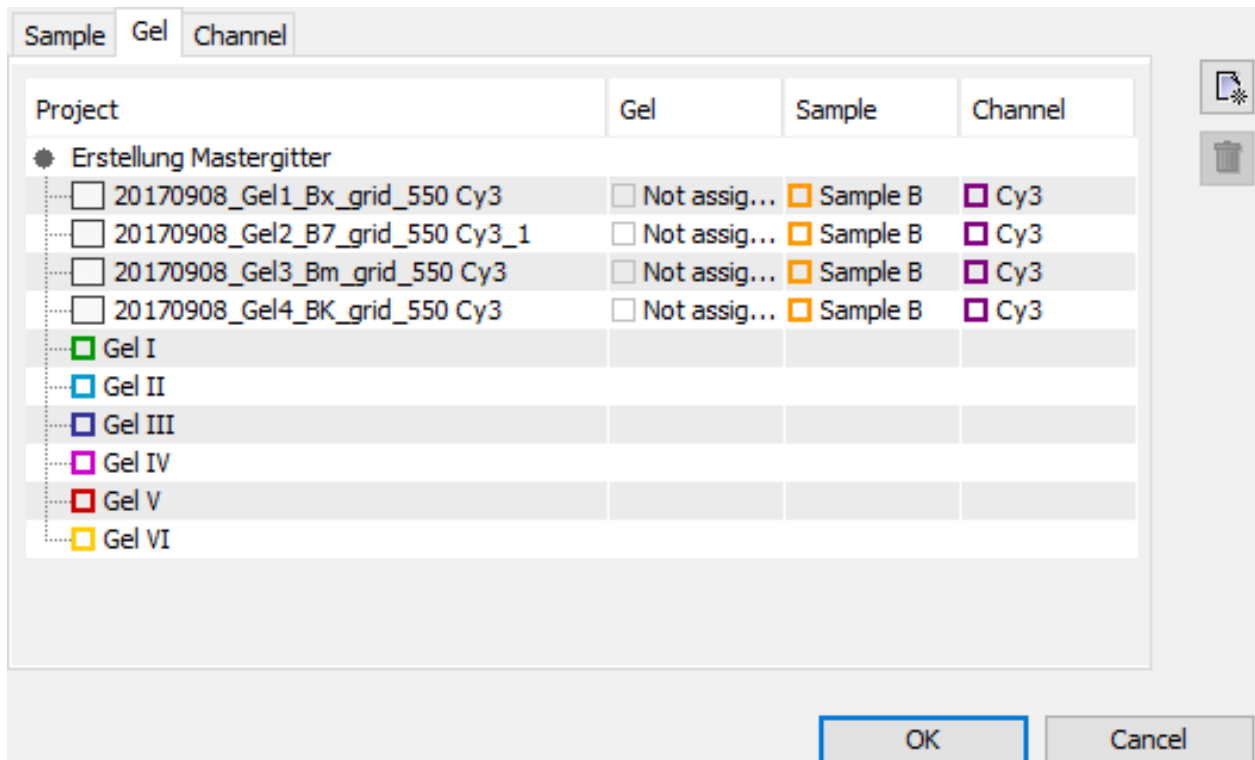 Sample Gel Channel
Project Gel Sample Channel
Erstellung Mastergitter
20170908_Gel1_Bx_grid_550 Cy3 Not assig... Sample B Cy3
20170908_Gel2_B7_grid_550 Cy3_1 Not assig... Sample B Cy3
20170908_Gel3_Bm_grid_550 Cy3 Not assig... Sample B Cy3
20170908_Gel4_BK_grid_550 Cy3 Not assig... Sample B Cy3
Gel I
Gel II
Gel III
Gel IV
Gel V
Gel VI
OK Cancel